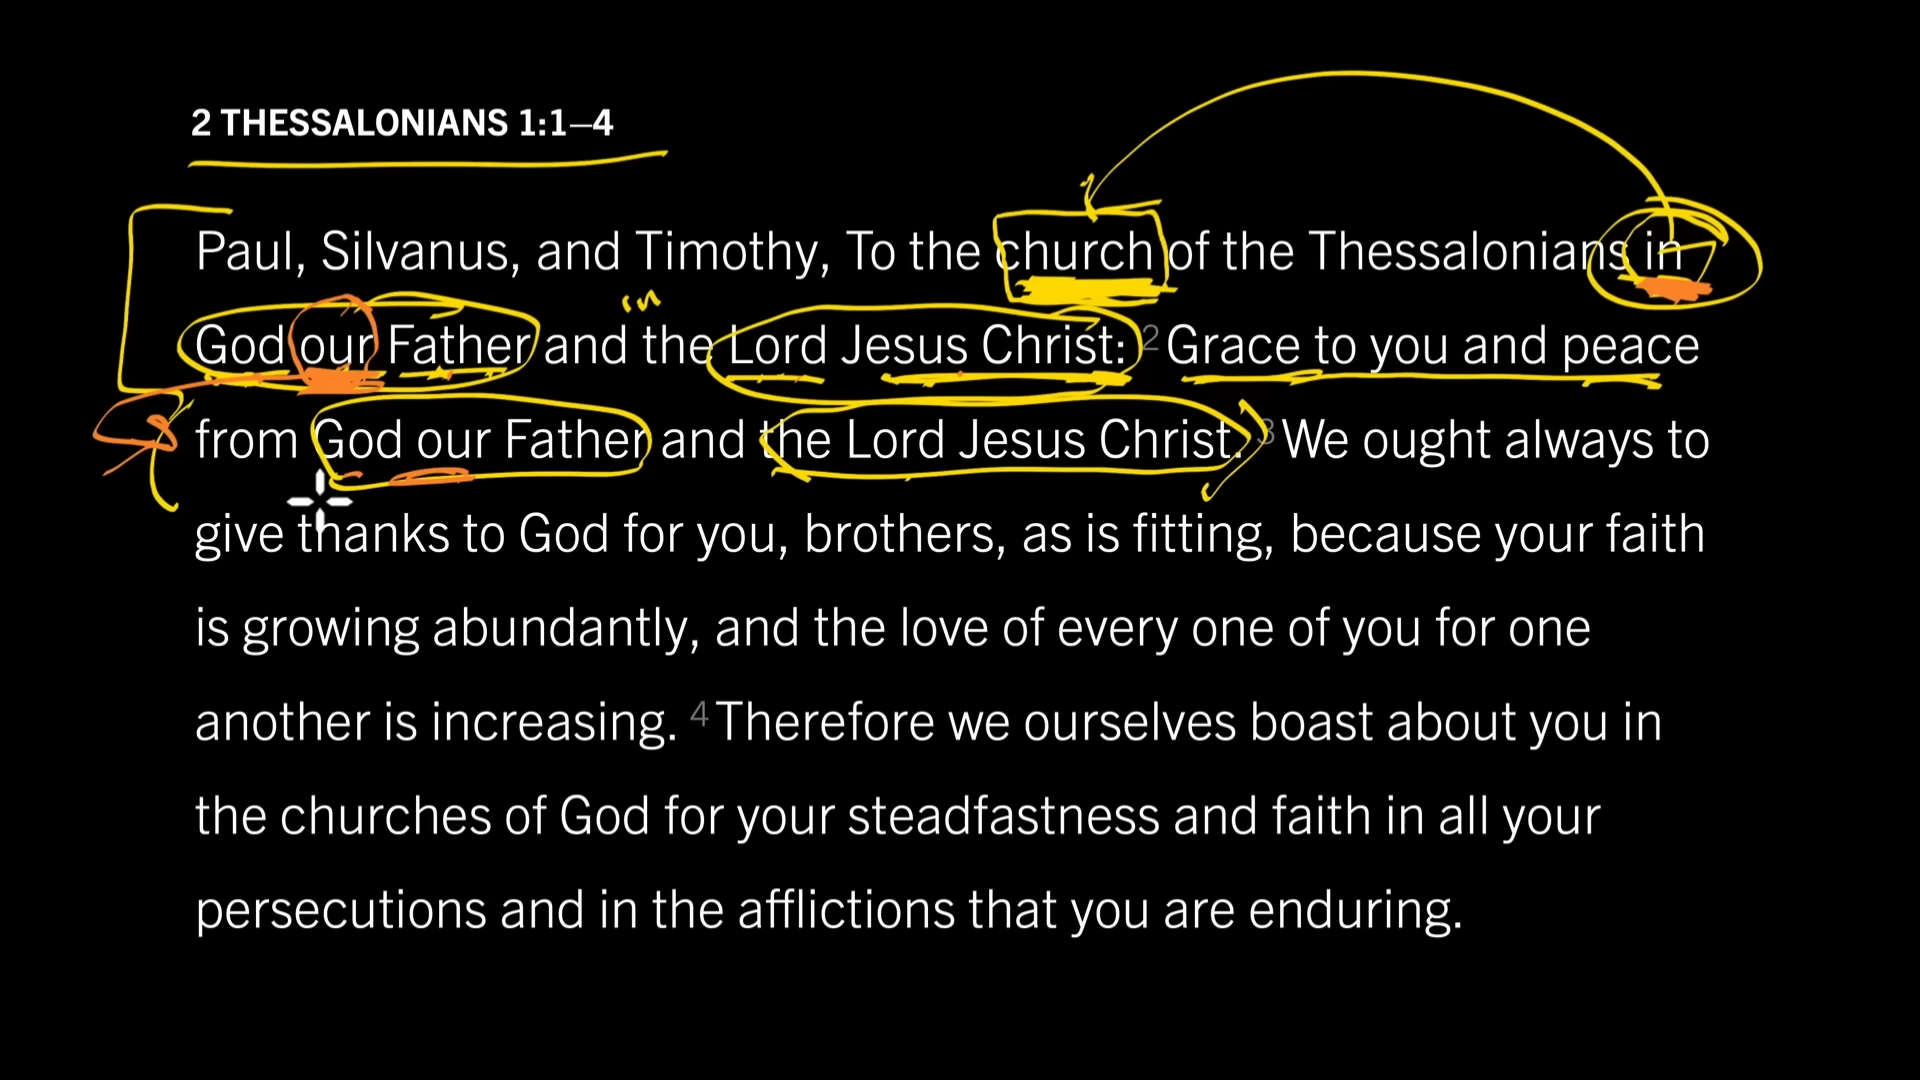 2 THESSALONIANS 1:1–4
Paul, Silvanus, and Timothy, To the church of the Thessalonians in
in
God our Father and the Lord Jesus Christ: 2 Grace to you and peace
from God our Father and the Lord Jesus Christ. 3 We ought always to
give thanks to God for you, brothers, as is fitting, because your faith
is growing abundantly, and the love of every one of you for one
another is increasing. 4 Therefore we ourselves boast about you in
the churches of God for your steadfastness and faith in all your
persecutions and in the afflictions that you are enduring.